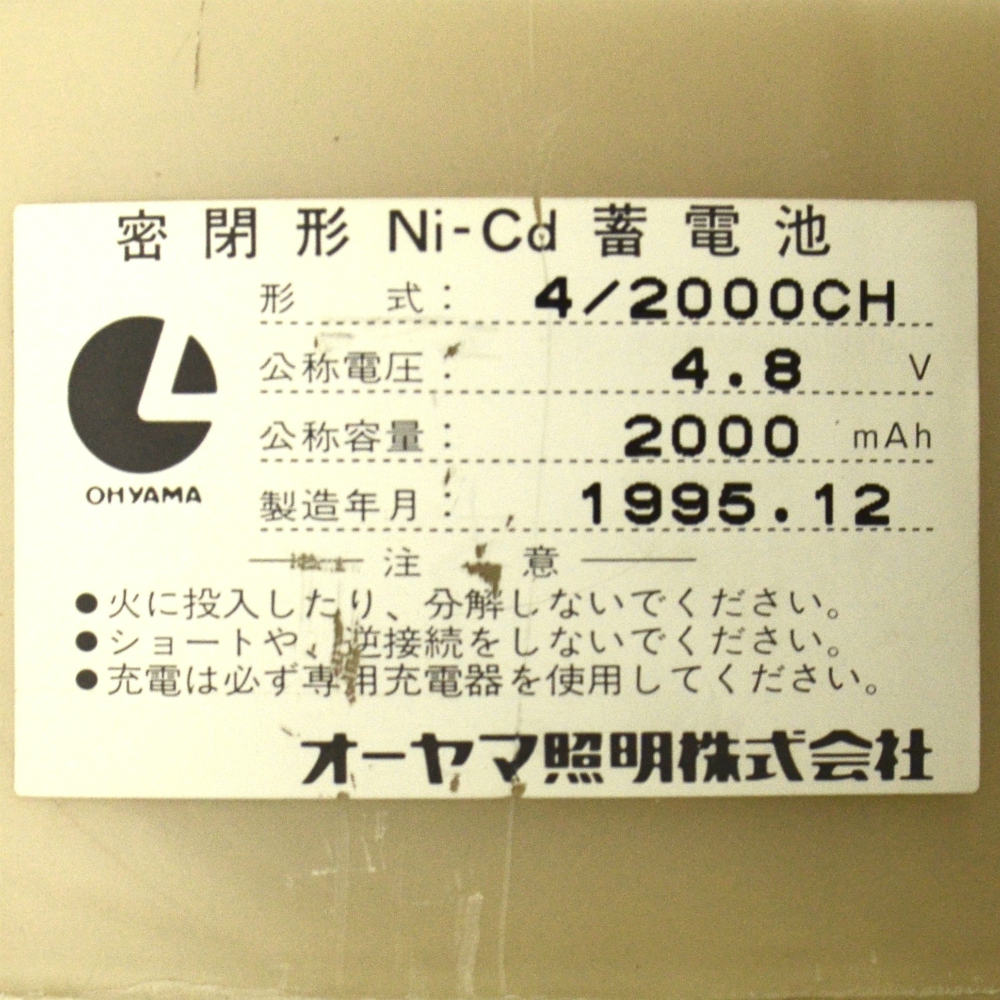 密閉形 Ni-Cd 蓄電池
形 式： 4/2000CH
公称電圧： 4.8 V
公称容量： 2000 mAh
OHYAMA
製造年月： 1995.12
注 意
●火に投入したり、分解しないでください。
●ショートや、逆接続をしないでください。
●充電は必ず専用充電器を使用してください。
オーヤマ照明株式会社